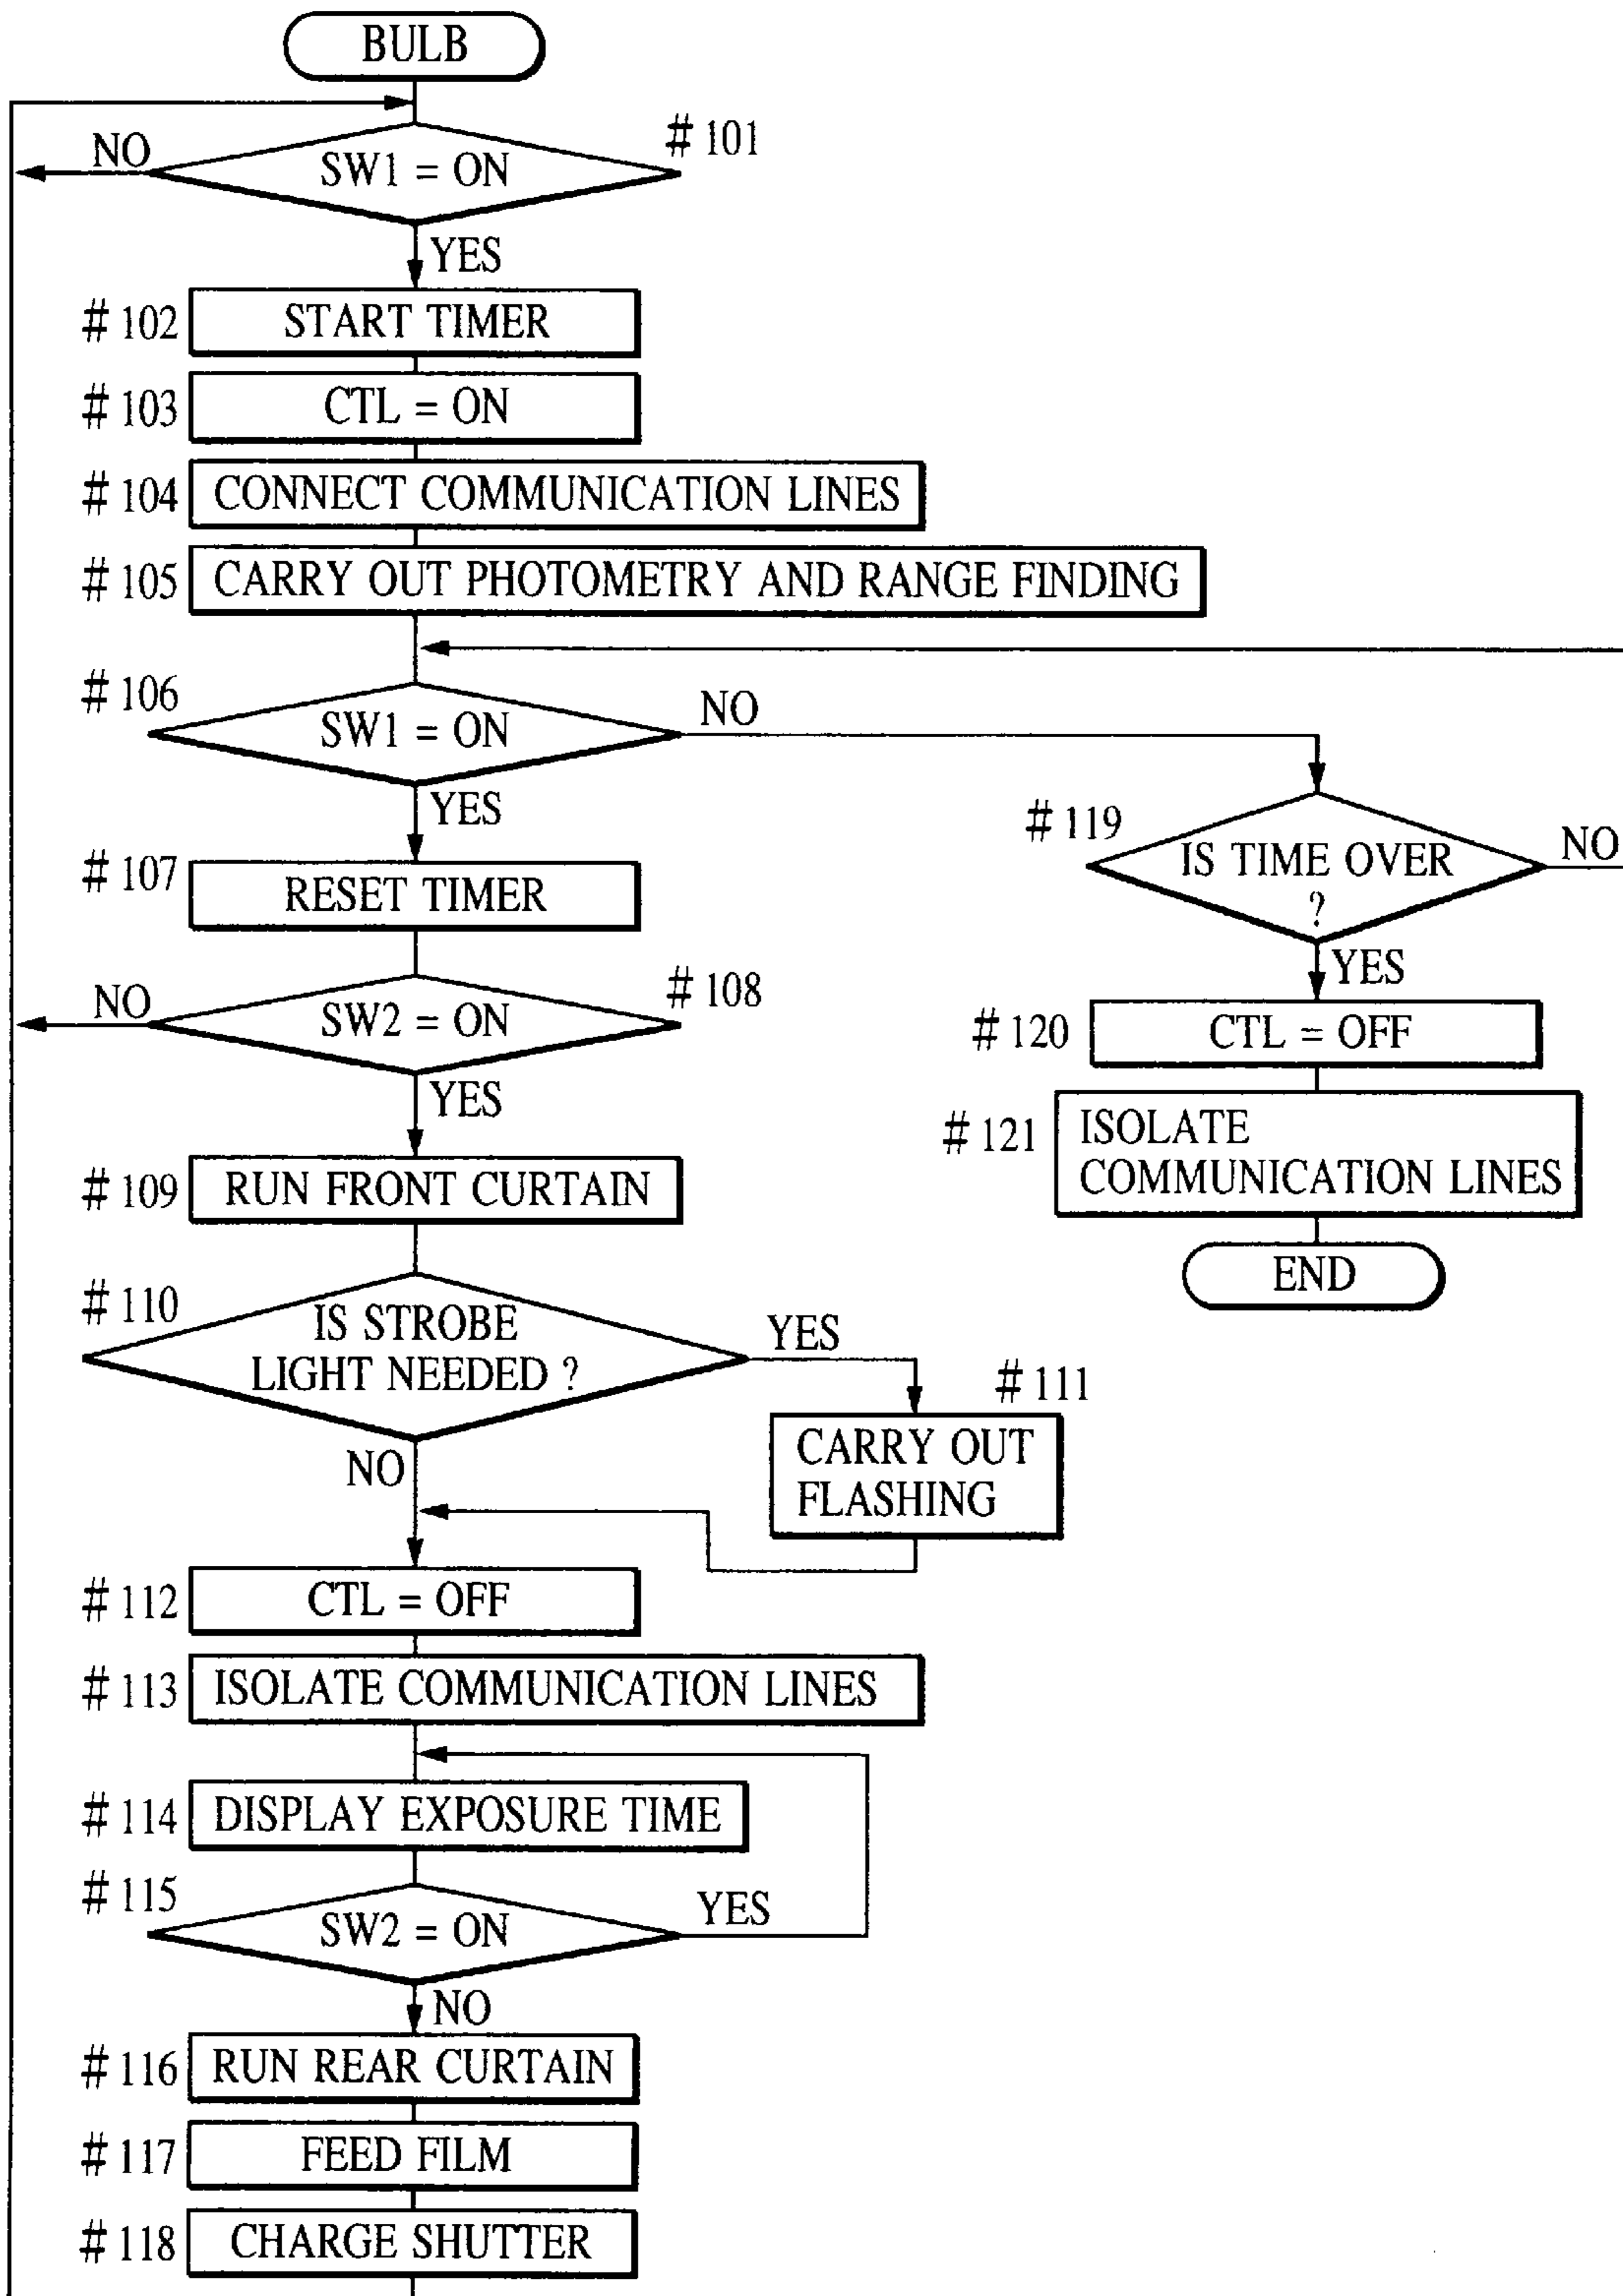 BULB
# 101
NO
SW1 = ON
YES
# 102
START TIMER
# 103
CTL = ON
# 104
CONNECT COMMUNICATION LINES
# 105
CARRY OUT PHOTOMETRY AND RANGE FINDING
# 106
SW1 = ON
NO
YES
# 107
RESET TIMER
# 108
NO
SW2 = ON
YES
# 109
RUN FRONT CURTAIN
# 110
IS STROBE
LIGHT NEEDED ?
YES
NO
# 111
CARRY OUT
FLASHING
# 112
CTL = OFF
# 113
ISOLATE COMMUNICATION LINES
# 114
DISPLAY EXPOSURE TIME
# 115
SW2 = ON
YES
NO
# 116
RUN REAR CURTAIN
# 117
FEED FILM
# 118
CHARGE SHUTTER
# 119
IS TIME OVER
?
NO
YES
# 120
CTL = OFF
# 121
ISOLATE
COMMUNICATION LINES
END